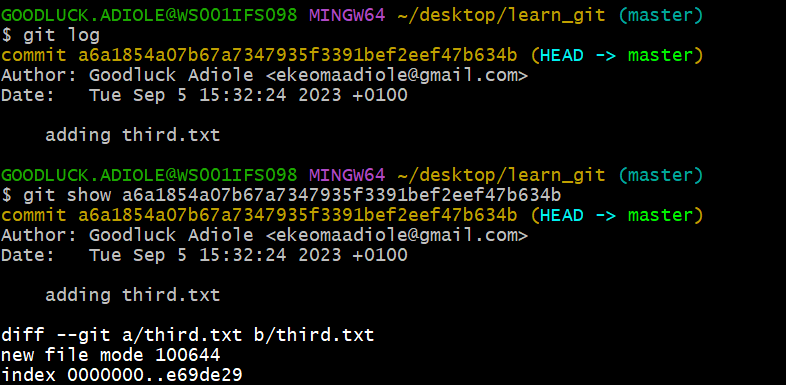 GOODLUCK.ADIOLE@WS001IFS098 MINGW64 ~/desktop/learn_git (master)
$ git log
commit a6a1854a07b67a7347935f3391bef2eef47b634b (HEAD -> master)
Author: Goodluck Adiole <ekeomaadiole@gmail.com>
Date:   Tue Sep 5 15:32:24 2023 +0100
    adding third.txt
GOODLUCK.ADIOLE@WS001IFS098 MINGW64 ~/desktop/learn_git (master)
$ git show a6a1854a07b67a7347935f3391bef2eef47b634b
commit a6a1854a07b67a7347935f3391bef2eef47b634b (HEAD -> master)
Author: Goodluck Adiole <ekeomaadiole@gmail.com>
Date:   Tue Sep 5 15:32:24 2023 +0100
    adding third.txt
diff --git a/third.txt b/third.txt
new file mode 100644
index 0000000..e69de29